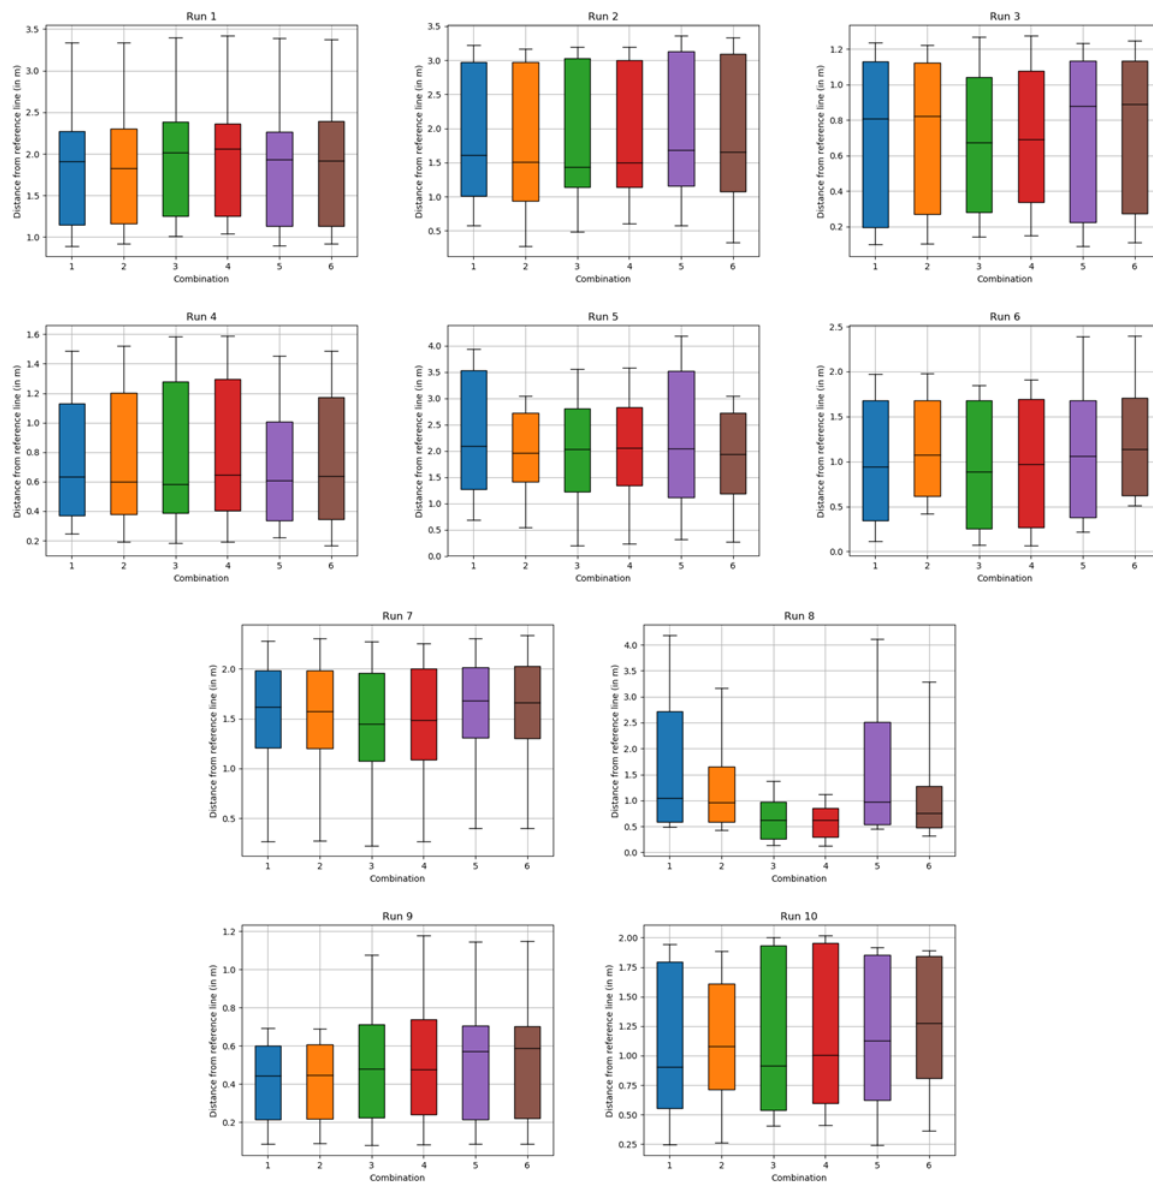 Run 1
Distance from reference line (in m)
3.5
3.0
2.5
2.0
1.5
1.0
1 2 3 4 5 6
Combination
Run 2
Distance from reference line (in m)
3.5
3.0
2.5
2.0
1.5
1.0
0.5
1 2 3 4 5 6
Combination
Run 3
Distance from reference line (in m)
1.2
1.0
0.8
0.6
0.4
0.2
1 2 3 4 5 6
Combination
Run 4
Distance from reference line (in m)
1.6
1.4
1.2
1.0
0.8
0.6
0.4
0.2
1 2 3 4 5 6
Combination
Run 5
Distance from reference line (in m)
4.0
3.5
3.0
2.5
2.0
1.5
1.0
0.5
0.0
1 2 3 4 5 6
Combination
Run 6
Distance from reference line (in m)
2.5
2.0
1.5
1.0
0.5
0.0
1 2 3 4 5 6
Combination
Run 7
Distance from reference line (in m)
2.0
1.5
1.0
0.5
1 2 3 4 5 6
Combination
Run 8
Distance from reference line (in m)
4.0
3.5
3.0
2.5
2.0
1.5
1.0
0.5
0.0
1 2 3 4 5 6
Combination
Run 9
Distance from reference line (in m)
1.2
1.0
0.8
0.6
0.4
0.2
1 2 3 4 5 6
Combination
Run 10
Distance from reference line (in m)
2.00
1.75
1.50
1.25
1.00
0.75
0.50
0.25
1 2 3 4 5 6
Combination